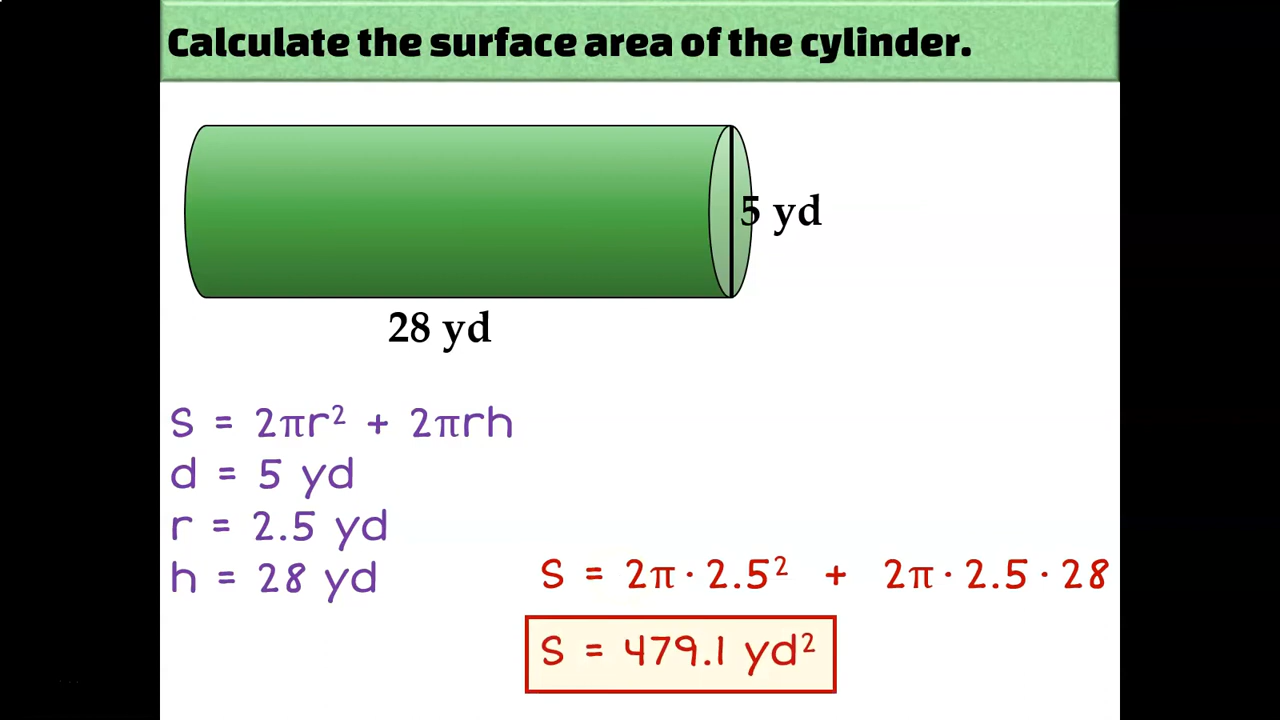 Calculate the surface area of the cylinder.
5 yd
28 yd
S = 2πr² + 2πrh
d = 5 yd
r = 2.5 yd
h = 28 yd
S = 2π · 2.5² + 2π · 2.5 · 28
S = 479.1 yd²